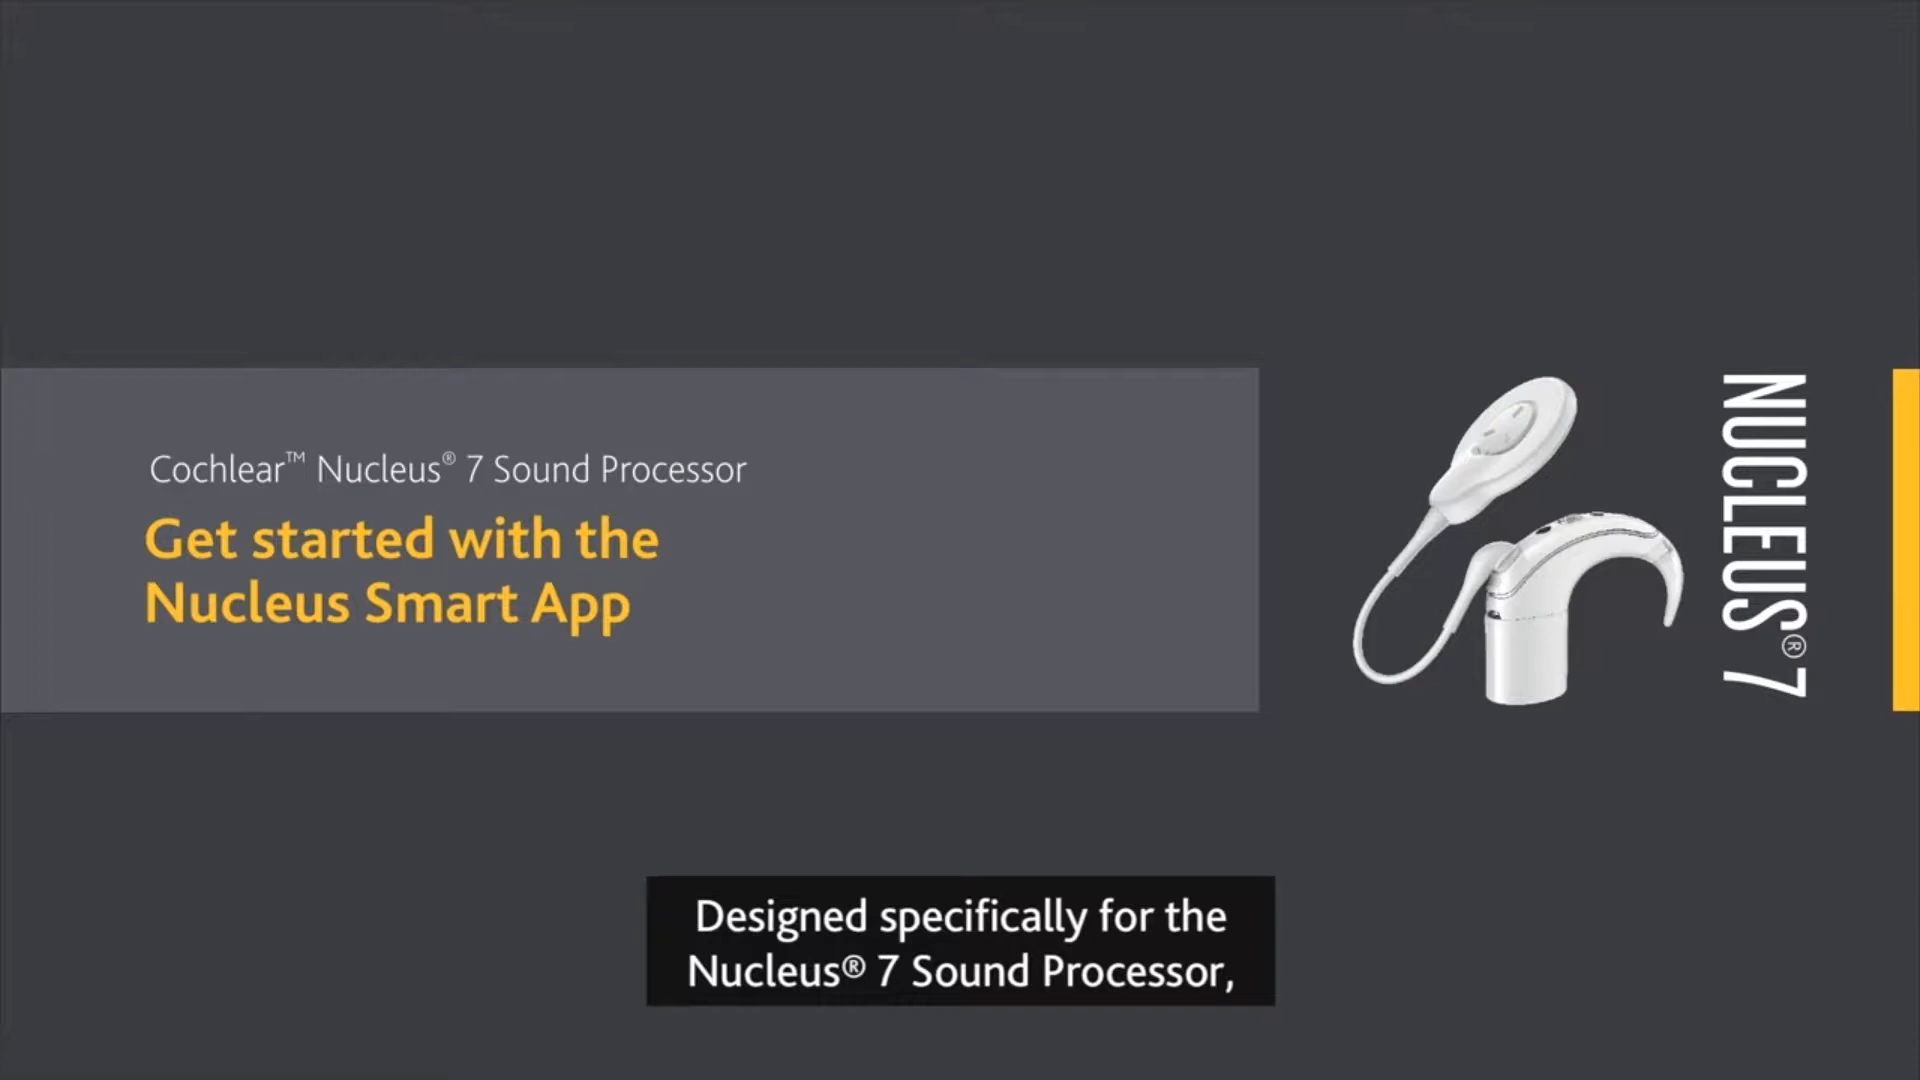 Cochlear™ Nucleus® 7 Sound Processor
Get started with the
Nucleus Smart App
NUCLEUS® 7
Designed specifically for the
Nucleus® 7 Sound Processor,